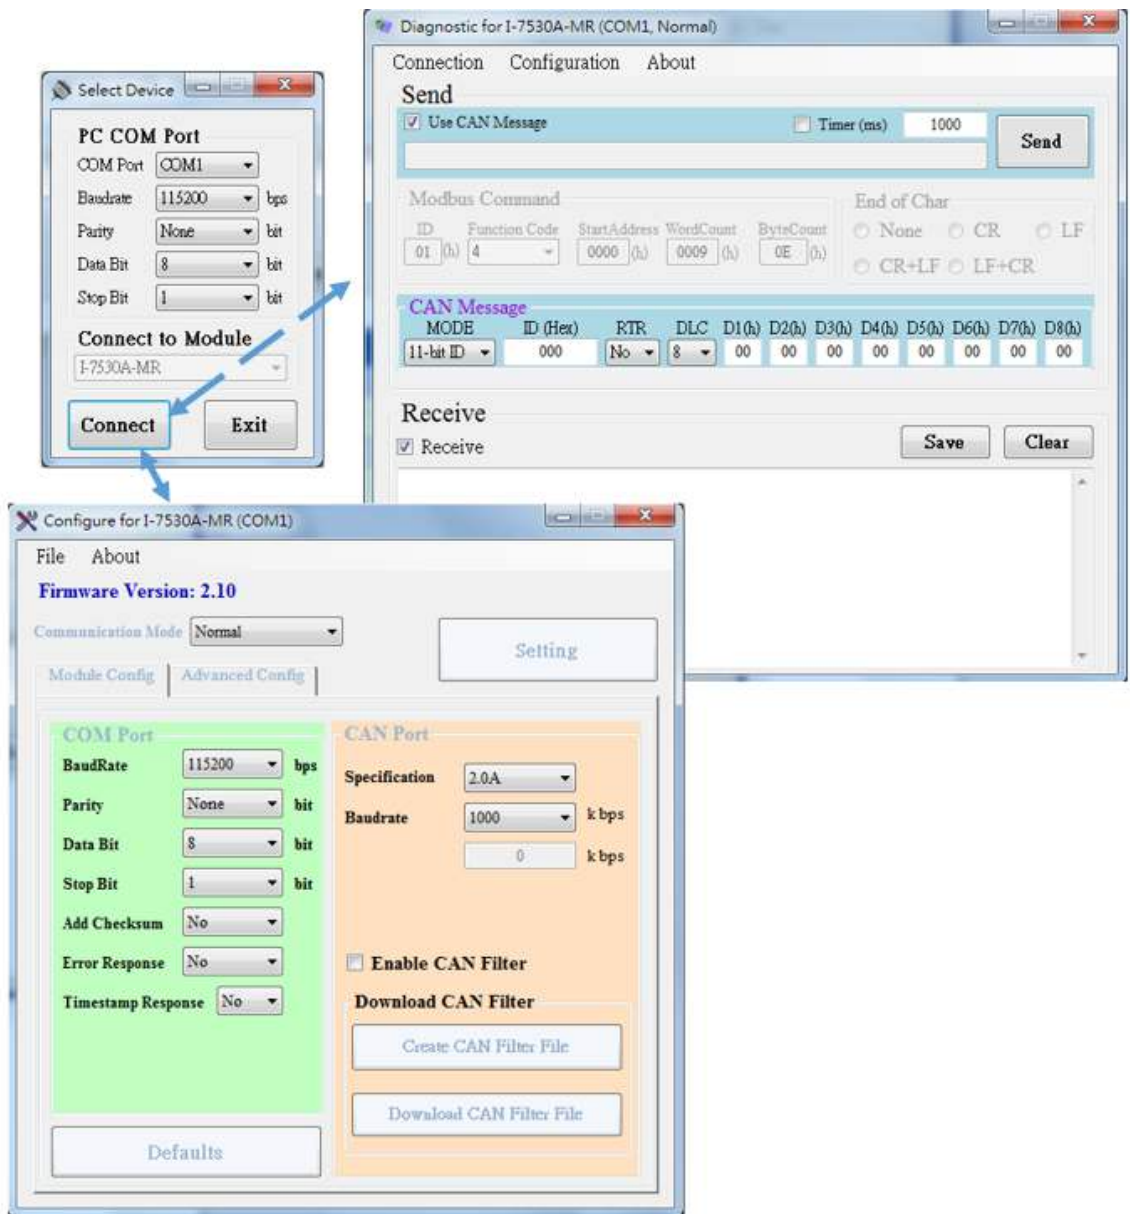 Select Device
PC COM Port
COM Port COM1
Baudrate 115200 bps
Parity None bit
Data Bit 8 bit
Stop Bit 1 bit
Connect to Module
I-7530A-MR
Connect Exit
Diagnostic for I-7530A-MR (COM1, Normal)
Connection Configuration About
Send
Use CAN Message Timer (ms) 1000 Send
Modbus Command End of Char
ID Function Code StartAddress WordCount ByteCount None CR LF
01 (h) 4 0000 (h) 0009 (h) 0E (h) CR+LF LF+CR
CAN Message
MODE ID (Hex) RTR DLC D1(h) D2(h) D3(h) D4(h) D5(h) D6(h) D7(h) D8(h)
11-bit ID 000 No 8 00 00 00 00 00 00 00 00
Receive
Receive Save Clear
Configure for I-7530A-MR (COM1)
File About
Firmware Version: 2.10
Communication Mode Normal Setting
Module Config Advanced Config
COM Port
BaudRate 115200 bps
Parity None bit
Data Bit 8 bit
Stop Bit 1 bit
Add Checksum No
Error Response No
Timestamp Response No
Defaults
CAN Port
Specification 2.0A
Baudrate 1000 k bps
0 k bps
Enable CAN Filter
Download CAN Filter
Create CAN Filter File
Download CAN Filter File